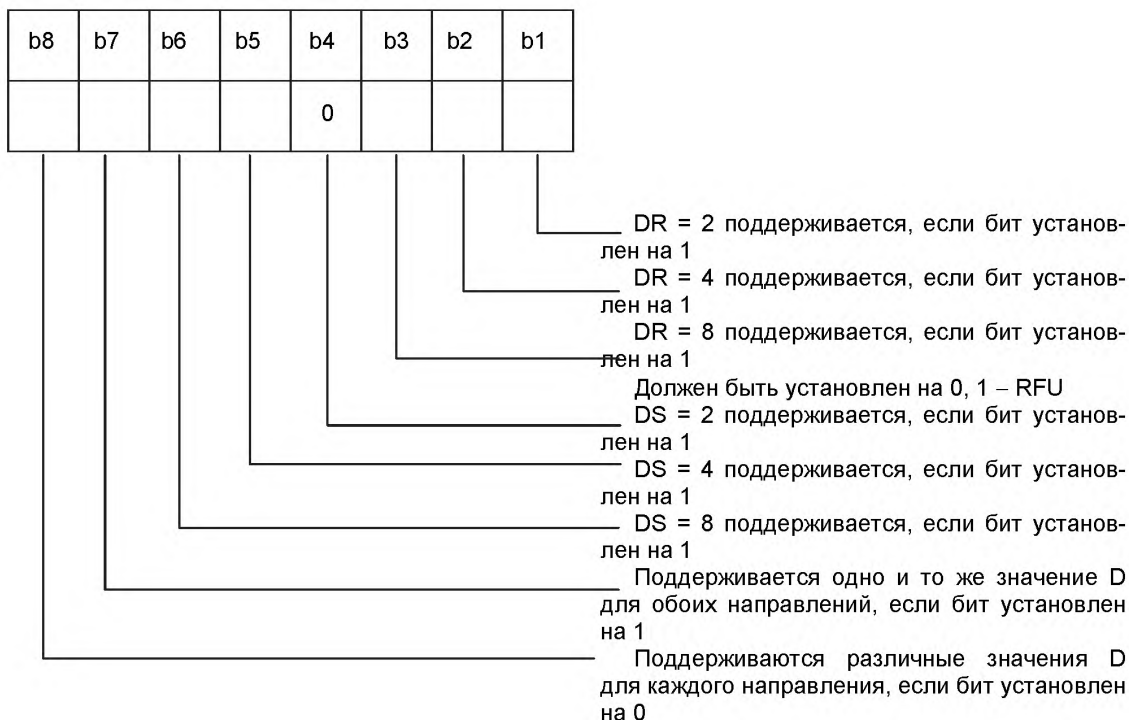 b8 b7 b6 b5 b4 b3 b2 b1
0
DR = 2 поддерживается, если бит установ-
лен на 1
DR = 4 поддерживается, если бит установ-
лен на 1
DR = 8 поддерживается, если бит установ-
лен на 1
Должен быть установлен на 0, 1 – RFU
DS = 2 поддерживается, если бит установ-
лен на 1
DS = 4 поддерживается, если бит установ-
лен на 1
DS = 8 поддерживается, если бит установ-
лен на 1
Поддерживается одно и то же значение D
для обоих направлений, если бит установлен
на 1
Поддерживаются различные значения D
для каждого направления, если бит установлен
на 0